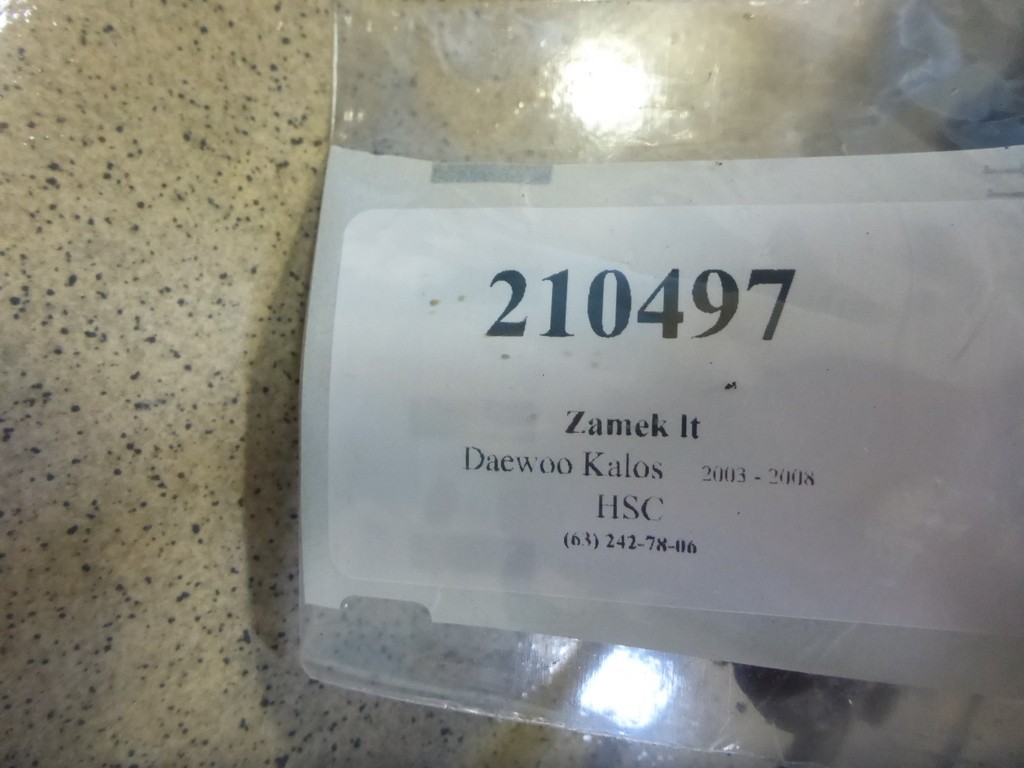 210497
Zamek lt
Daewoo Kalos 2003 - 2008
HSC
(63) 242-78-06